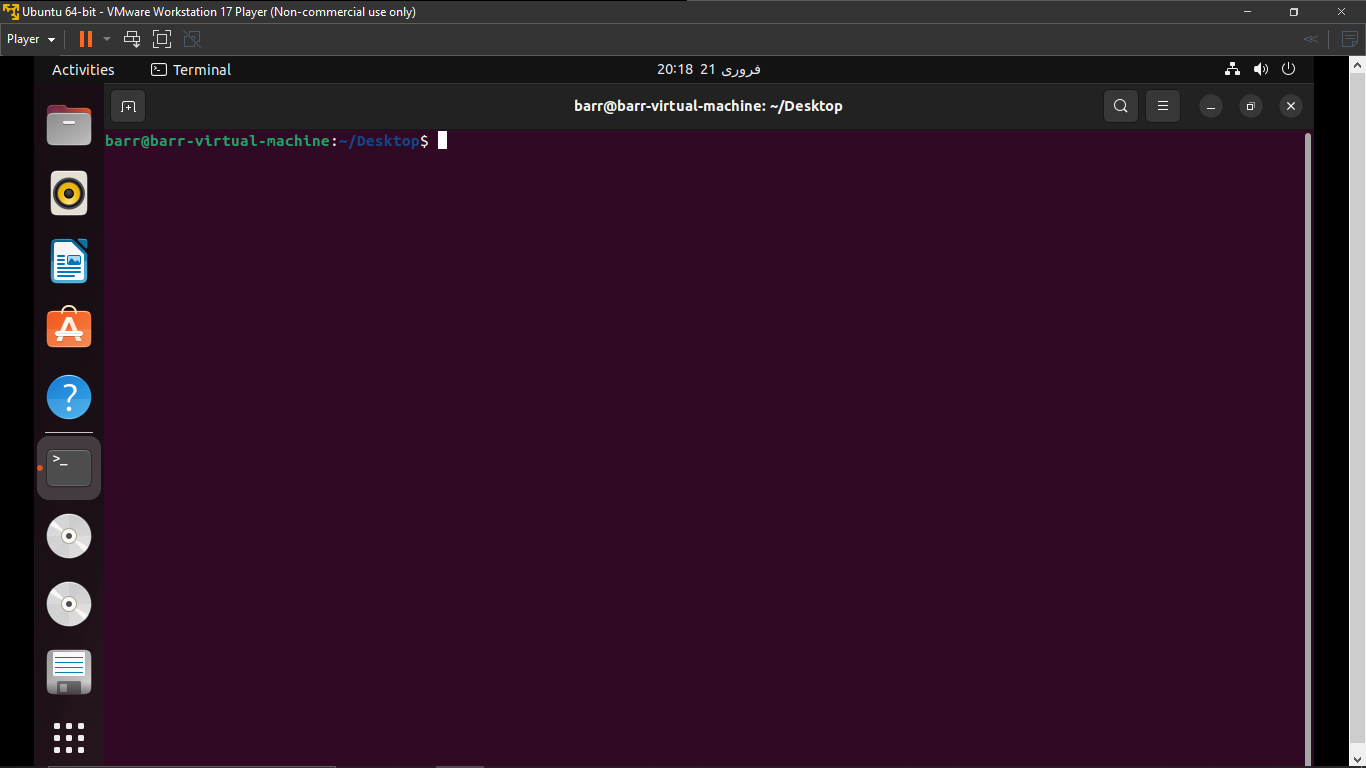 Ubuntu 64-bit - VMware Workstation 17 Player (Non-commercial use only)
Player
Activities
Terminal
20:18 21 فروری
barr@barr-virtual-machine: ~/Desktop
barr@barr-virtual-machine:~/Desktop$